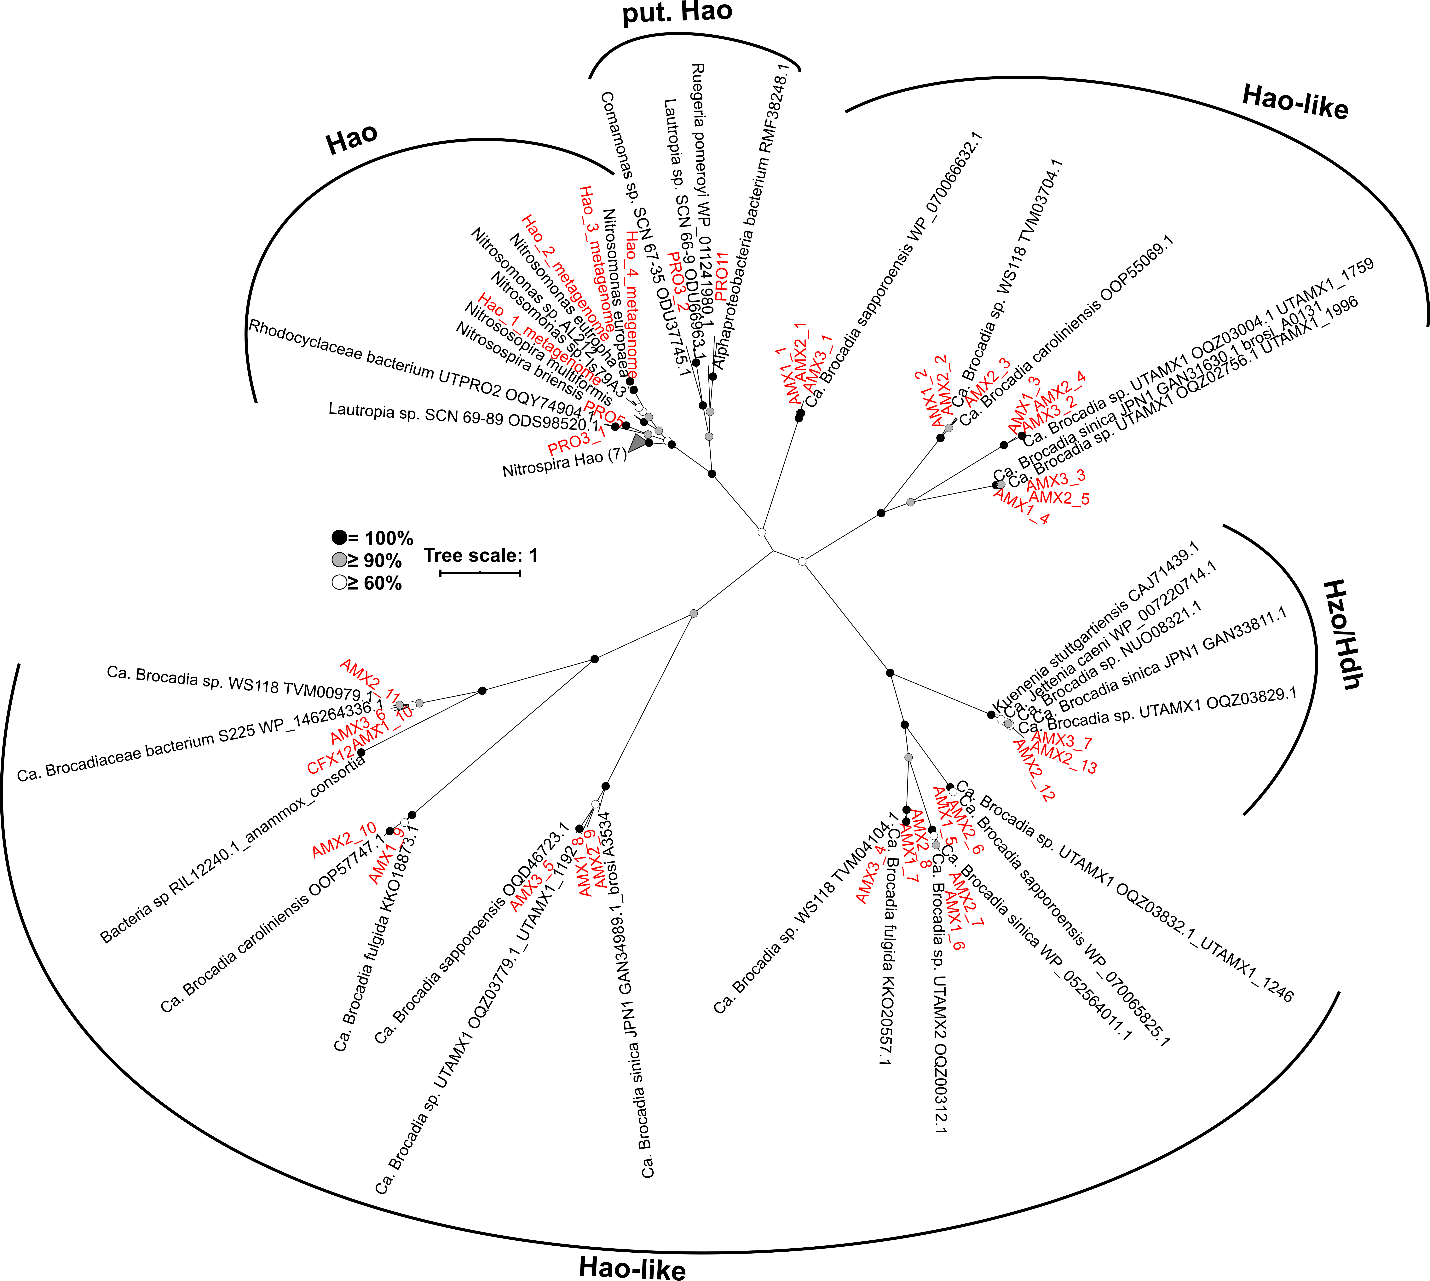 put. Hao
Hao-like
Hao
Comamonas sp. SCN 67-35 ODU37745.1
Lautropia sp. SCN 66-9 ODU66963.1
PRO3_2
Ruegeria pomeroyi WP_011241980.1
PRO11
Alphaproteobacteria bacterium RMF38248.1
Hao_4_metagenome
Nitrosomonas europaea
Hao_3_metagenome
Hao_2_metagenome
Nitrosomonas eutropha
Nitrosomonas sp. AL212
Nitrosomonas sp. Is79A3
Hao_1_metagenome
Nitrosospira multiformis
Nitrosospira briensis
Rhodocyclaceae bacterium UTPRO2 OQY74904.1
PRO5
Lautropia sp. SCN 69-89 ODS98520.1
PRO3_1
Nitrospira Hao (7)
AMX1_1
AMX2_1
AMX3_1
Ca. Brocadia sapporoensis WP_070066632.1
AMX1_2
AMX2_2
Ca. Brocadia sp. WS118 TVM03704.1
AMX2_3
Ca. Brocadia caroliniensis OOP55069.1
AMX1_3
AMX2_4
AMX3_2
Ca. Brocadia sp. UTAMX1 OQZ03004.1 UTAMX1_1759
Ca. Brocadia sinica JPN1 GAN31630.1 brosi_A0131
Ca. Brocadia sp. UTAMX1 OQZ02756.1 UTAMX1_1996
AMX3_3
AMX2_5
AMX1_4
= 100%
≥ 90%
≥ 60%
Tree scale: 1
Hzo/Hdh
Kuenenia stuttgartiensis CAJ71439.1
Ca. Jettenia caeni WP_007220714.1
Ca. Brocadia sp. NUO08321.1
Ca. Brocadia sinica JPN1 GAN33811.1
Ca. Brocadia sp. UTAMX1 OQZ03829.1
AMX3_7
AMX2_13
AMX2_12
Ca. Brocadia sp. UTAMX1 OQZ03832.1_UTAMX1_1246
Ca. Brocadia sapporoensis WP_070065825.1
AMX2_6
AMX1_5
Ca. Brocadia sinica WP_052564011.1
AMX2_7
AMX1_6
Ca. Brocadia sp. UTAMX2 OQZ00312.1
AMX2_8
AMX1_7
Ca. Brocadia fulgida KKO20557.1
AMX3_4
Ca. Brocadia sp. WS118 TVM04104.1
Ca. Brocadia sinica JPN1 GAN34989.1_brosi A3534
AMX2_9
AMX1_8
Ca. Brocadia sp. UTAMX1 OQZ03779.1_UTAMX1_1192
AMX3_5
Ca. Brocadia sapporoensis OQD46723.1
Ca. Brocadia fulgida KKO18873.1
AMX1_9
Ca. Brocadia caroliniensis OOP57747.1
AMX2_10
Bacteria sp RIL12240.1_anammox_consortia
CFX12
AMX1_10
AMX3_6
Ca. Brocadiaceae bacterium S225 WP_146264336.1
AMX2_11
Ca. Brocadia sp. WS118 TVM00979.1
Hao-like